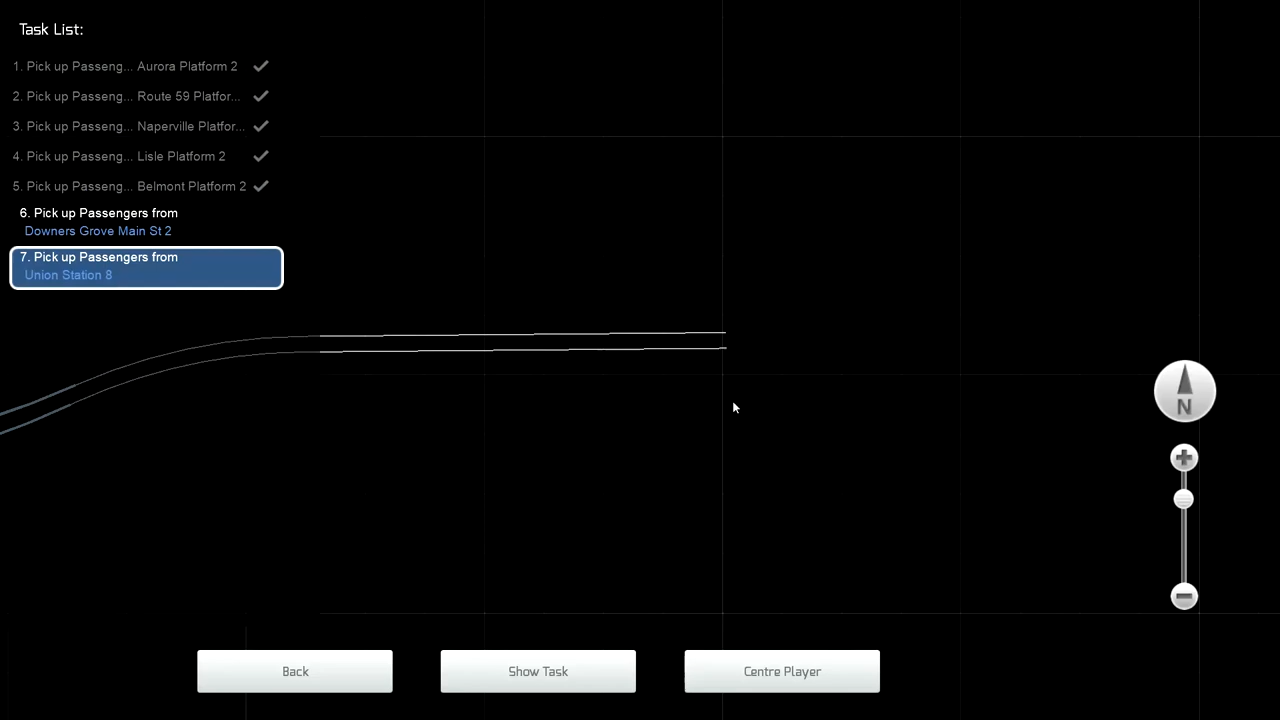 Task List:
1. Pick up Passeng... Aurora Platform 2
2. Pick up Passeng... Route 59 Platfor...
3. Pick up Passeng... Naperville Platfor...
4. Pick up Passeng... Lisle Platform 2
5. Pick up Passeng... Belmont Platform 2
6. Pick up Passengers from
Downers Grove Main St 2
7. Pick up Passengers from
Union Station 8
N
Back
Show Task
Centre Player